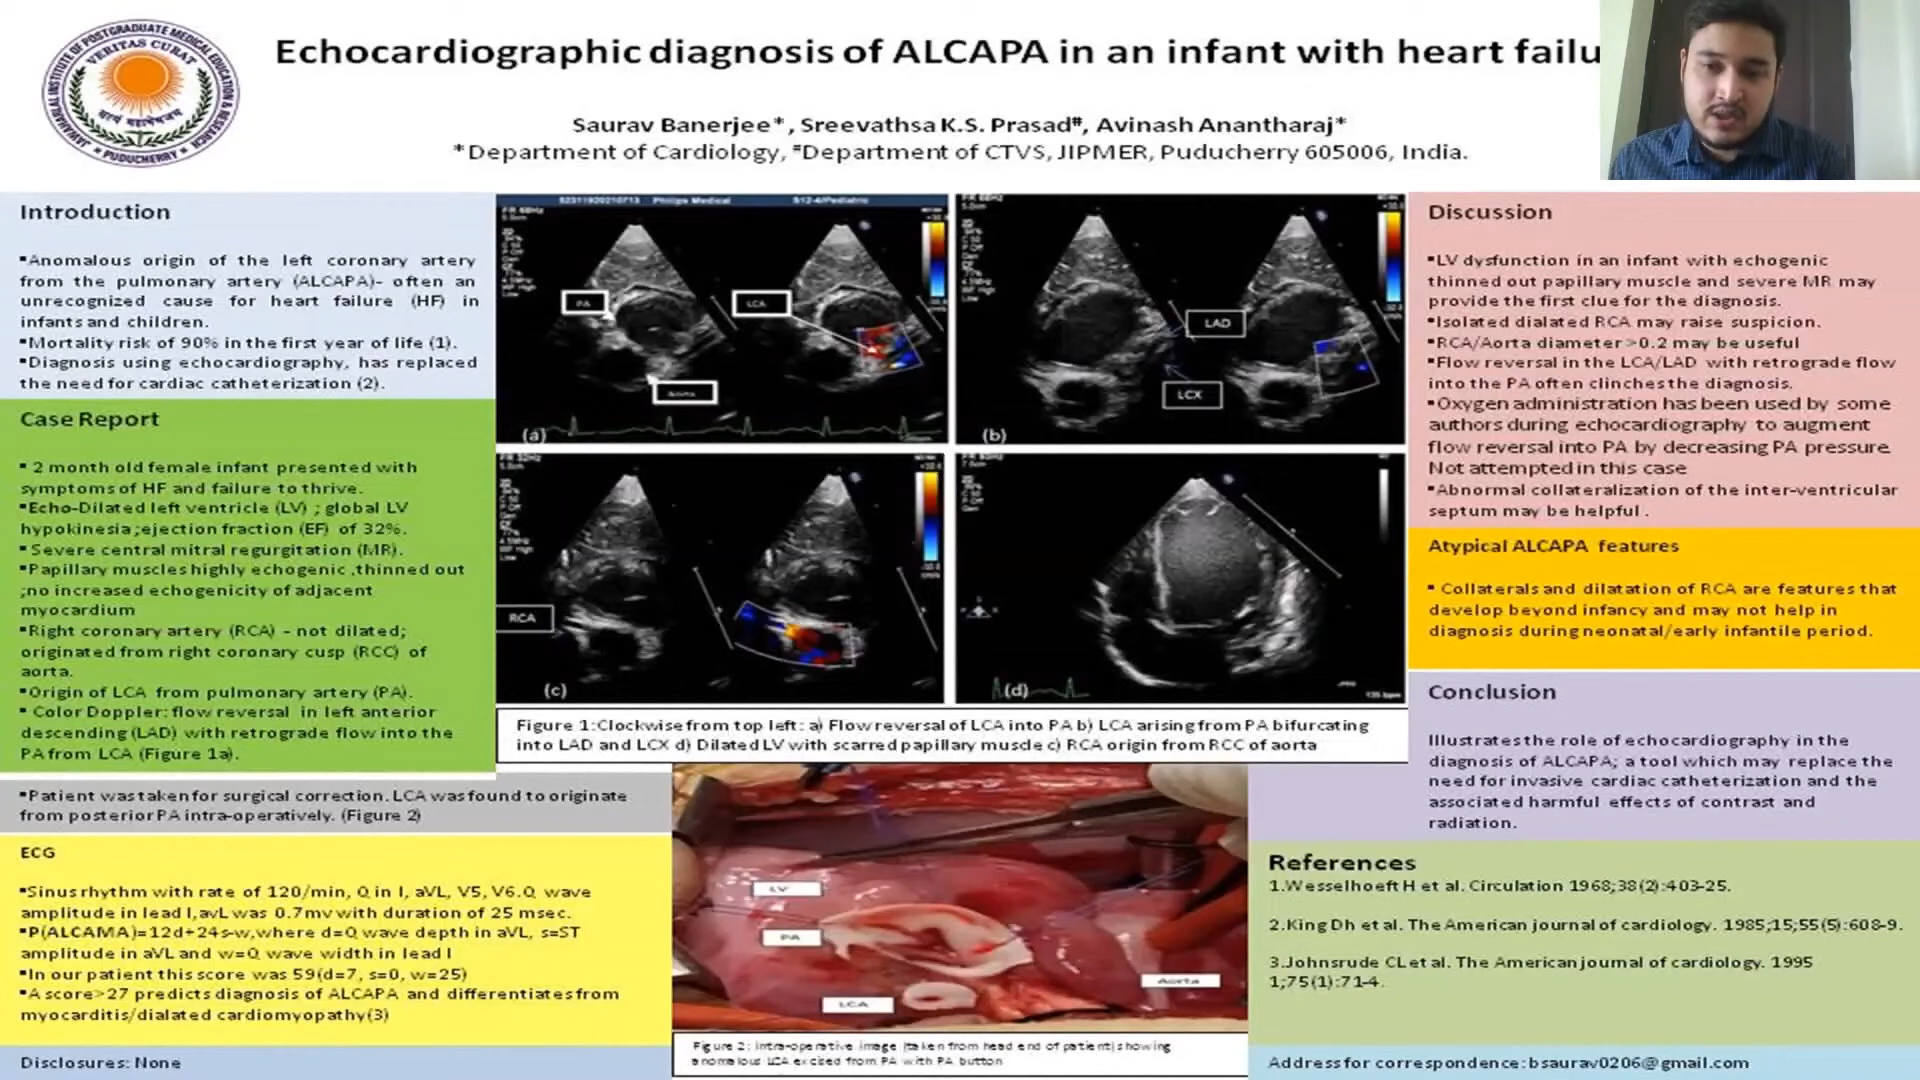 JAWAHARLAL INSTITUTE OF POSTGRADUATE MEDICAL EDUCATION & RESEARCH
VERITAS CURAT
* PUDUCHERRY *
Echocardiographic diagnosis of ALCAPA in an infant with heart failu
Saurav Banerjee*, Sreevathsa K.S. Prasad#, Avinash Anantharaj*
*Department of Cardiology, #Department of CTVS, JIPMER, Puducherry 605006, India.
Introduction
▪Anomalous origin of the left coronary artery
from the pulmonary artery (ALCAPA)- often an
unrecognized cause for heart failure (HF) in
infants and children.
▪Mortality risk of 90% in the first year of life (1).
▪Diagnosis using echocardiography, has replaced
the need for cardiac catheterization (2).
Case Report
▪ 2 month old female infant presented with
symptoms of HF and failure to thrive.
▪Echo-Dilated left ventricle (LV) ; global LV
hypokinesia ;ejection fraction (EF) of 32%.
▪Severe central mitral regurgitation (MR).
▪Papillary muscles highly echogenic ,thinned out
;no increased echogenicity of adjacent
myocardium
▪Right coronary artery (RCA) - not dilated;
originated from right coronary cusp (RCC) of
aorta.
▪Origin of LCA from pulmonary artery (PA).
▪ Color Doppler: flow reversal in left anterior
descending (LAD) with retrograde flow into the
PA from LCA (Figure 1a).
▪Patient was taken for surgical correction. LCA was found to originate
from posterior PA intra-operatively. (Figure 2)
ECG
▪Sinus rhythm with rate of 120/min, Q in I, aVL, V5, V6.Q wave
amplitude in lead I,avL was 0.7mv with duration of 25 msec.
▪P(ALCAMA)=12d+24s-w,where d=Q wave depth in aVL, s=ST
amplitude in aVL and w=Q wave width in lead I
▪In our patient this score was 59(d=7, s=0, w=25)
▪A score>27 predicts diagnosis of ALCAPA and differentiates from
myocarditis/dialated cardiomyopathy(3)
Disclosures: None
Philips Medical
S12-4/Pediatric
PA
LCA
Aorta
(a)
LAD
LCX
(b)
RCA
(c)
(d)
Figure 1:Clockwise from top left: a) Flow reversal of LCA into PA b) LCA arising from PA bifurcating
into LAD and LCX d) Dilated LV with scarred papillary muscle c) RCA origin from RCC of aorta
LV
PA
LCA
Aorta
Figure 2: Intra-operative image (taken from head end of patient) showing
anomalous LCA excised from PA with PA button
Discussion
▪LV dysfunction in an infant with echogenic
thinned out papillary muscle and severe MR may
provide the first clue for the diagnosis.
▪Isolated dialated RCA may raise suspicion.
▪RCA/Aorta diameter >0.2 may be useful
▪Flow reversal in the LCA/LAD with retrograde flow
into the PA often clinches the diagnosis.
▪Oxygen administration has been used by some
authors during echocardiography to augment
flow reversal into PA by decreasing PA pressure.
Not attempted in this case
▪Abnormal collateralization of the inter-ventricular
septum may be helpful .
Atypical ALCAPA features
▪ Collaterals and dilatation of RCA are features that
develop beyond infancy and may not help in
diagnosis during neonatal/early infantile period.
Conclusion
Illustrates the role of echocardiography in the
diagnosis of ALCAPA; a tool which may replace the
need for invasive cardiac catheterization and the
associated harmful effects of contrast and
radiation.
References
1.Wesselhoeft H et al. Circulation 1968;38(2):403-25.
2.King Dh et al. The American journal of cardiology. 1985;15;55(5):608-9.
3.Johnsrude CL et al. The American journal of cardiology. 1995
1;75(1):71-4.
Address for correspondence: bsaurav0206@gmail.com